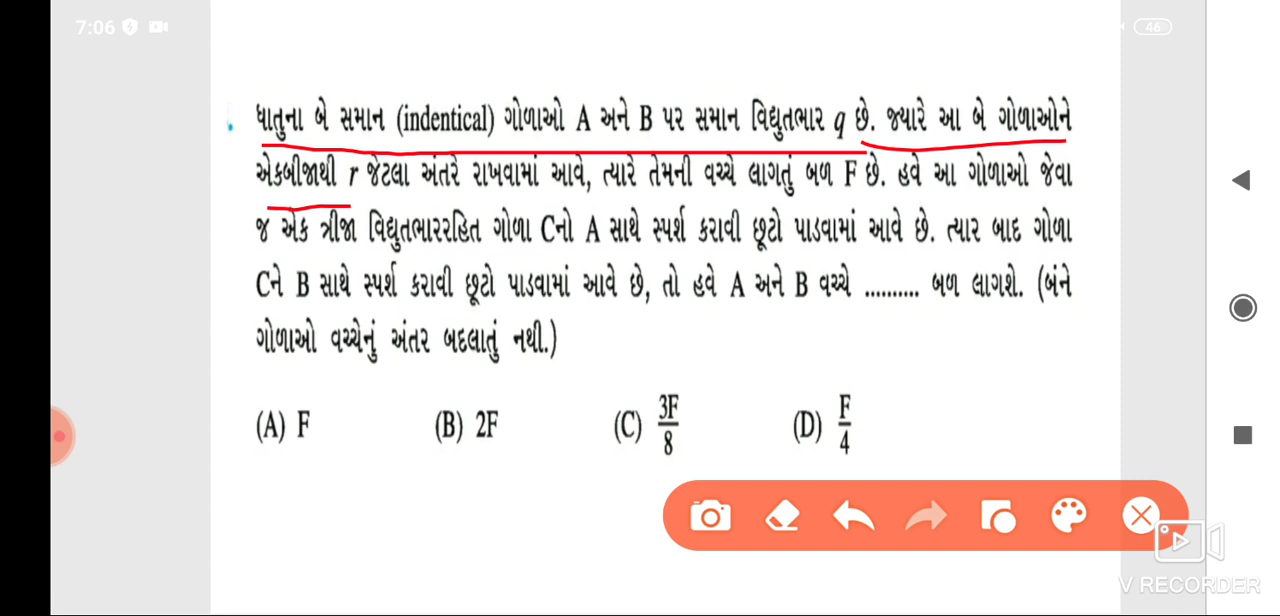 7:06
46
ધાતુના બે સમાન (indentical) ગોળાઓ A અને B પર સમાન વિદ્યુતભાર q છે. જ્યારે આ બે ગોળાઓને
એકબીજાથી r જેટલા અંતરે રાખવામાં આવે, ત્યારે તેમની વચ્ચે લાગતું બળ F છે. હવે આ ગોળાઓ જેવા
જ એક ત્રીજા વિદ્યુતભારરહિત ગોળા Cનો A સાથે સ્પર્શ કરાવી છૂટો પાડવામાં આવે છે. ત્યાર બાદ ગોળા
Cને B સાથે સ્પર્શ કરાવી છૂટો પાડવામાં આવે છે, તો હવે A અને B વચ્ચે .......... બળ લાગશે. (બંને
ગોળાઓ વચ્ચેનું અંતર બદલાતું નથી.)
(A) F (B) 2F (C) 3F/8 (D) F/4
V RECORDER